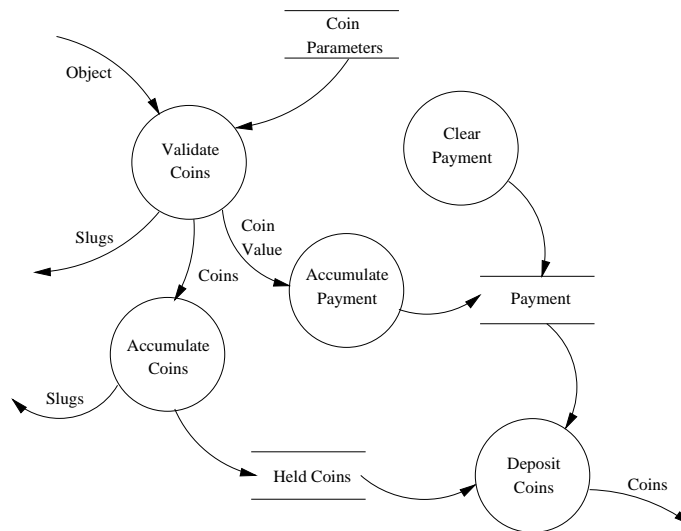 Coin
Parameters
Object
Clear
Payment
Validate
Coins
Slugs
Coin
Value
Coins
Accumulate
Payment
Payment
Accumulate
Coins
Slugs
Held Coins
Deposit
Coins
Coins